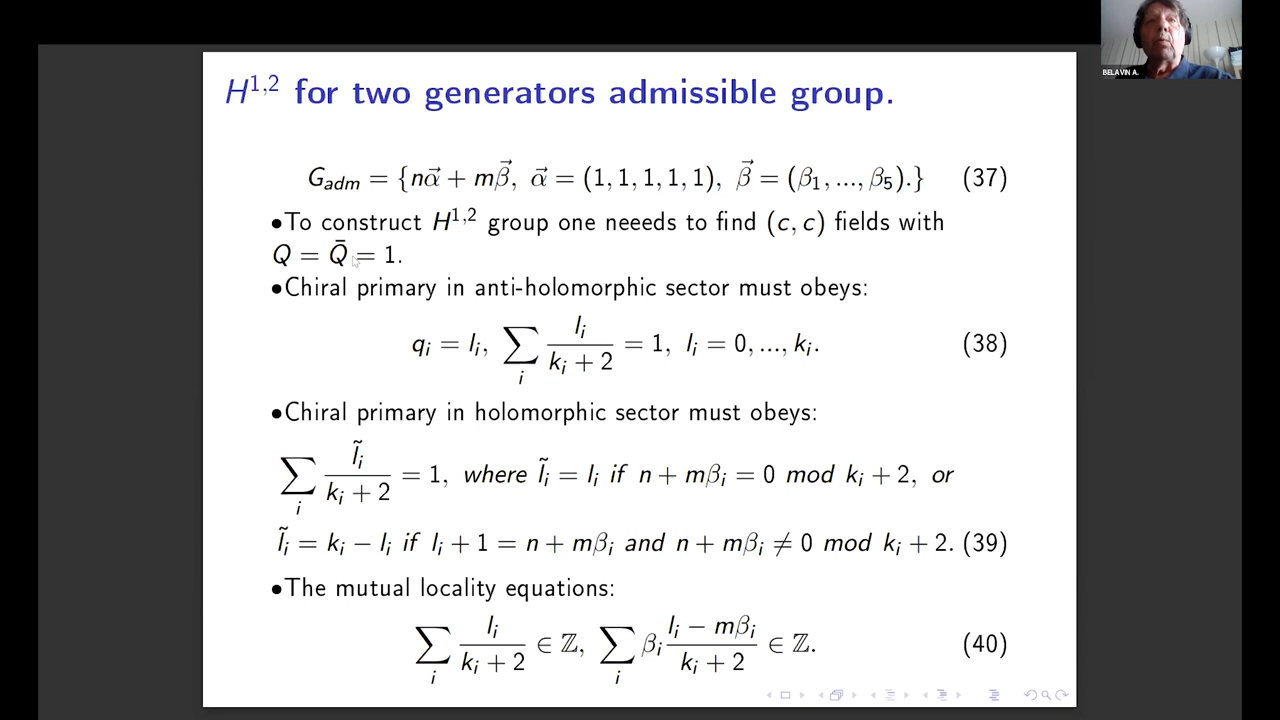 BELAVIN A.
H^{1,2} for two generators admissible group.
G_{adm} = {n\vec{α} + m\vec{β}, \vec{α} = (1, 1, 1, 1, 1), \vec{β} = (β_1, ..., β_5).} (37)
•To construct H^{1,2} group one neeeds to find (c, c) fields with
Q = \bar{Q} = 1.
•Chiral primary in anti-holomorphic sector must obeys:
q_i = l_i, \sum_i \frac{l_i}{k_i + 2} = 1, l_i = 0, ..., k_i. (38)
•Chiral primary in holomorphic sector must obeys:
\sum_i \frac{\tilde{l}_i}{k_i + 2} = 1, where \tilde{l}_i = l_i if n + mβ_i = 0 mod k_i + 2, or
\tilde{l}_i = k_i − l_i if l_i + 1 = n + mβ_i and n + mβ_i ≠ 0 mod k_i + 2. (39)
•The mutual locality equations:
\sum_i \frac{l_i}{k_i + 2} ∈ ℤ, \sum_i β_i \frac{l_i − mβ_i}{k_i + 2} ∈ ℤ. (40)